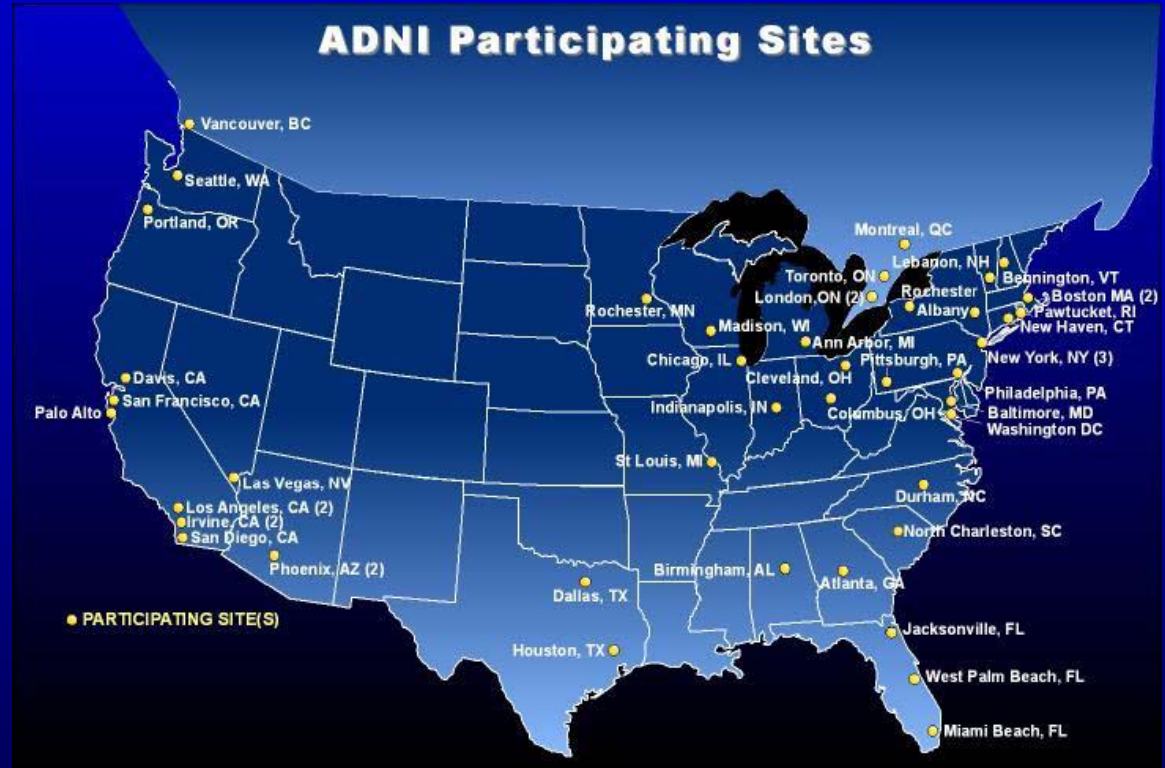 ADNI Participating Sites
Vancouver, BC
Seattle, WA
Portland, OR
Montreal, QC
Lebanon, NH
Toronto, ON
Bennington, VT
London,ON (2)
Rochester
Boston MA (2)
Rochester, MN
Albany
Pawtucket, RI
Madison, WI
New Haven, CT
Ann Arbor, MI
Chicago, IL
Pittsburgh, PA
New York, NY (3)
Davis, CA
Cleveland, OH
Philadelphia, PA
San Francisco, CA
Palo Alto
Indianapolis, IN
Columbus, OH
Baltimore, MD
Washington DC
St Louis, MI
Las Vegas, NV
Durham, NC
Los Angeles, CA (2)
Irvine, CA (2)
San Diego, CA
North Charleston, SC
Phoenix, AZ (2)
Birmingham, AL
Atlanta, GA
Dallas, TX
PARTICIPATING SITE(S)
Jacksonville, FL
Houston, TX
West Palm Beach, FL
Miami Beach, FL